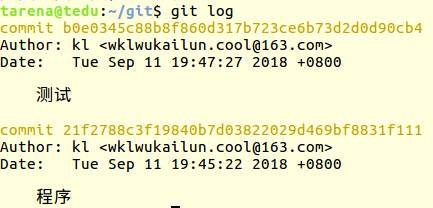 tarena@tedu:~/git$ git log
commit b0e0345c88b8f860d317b723ce6b73d2d0d90cb4
Author: kl <wklwukailun.cool@163.com>
Date:   Tue Sep 11 19:47:27 2018 +0800
测试
commit 21f2788c3f19840b7d03822029d469bf8831f111
Author: kl <wklwukailun.cool@163.com>
Date:   Tue Sep 11 19:45:22 2018 +0800
程序